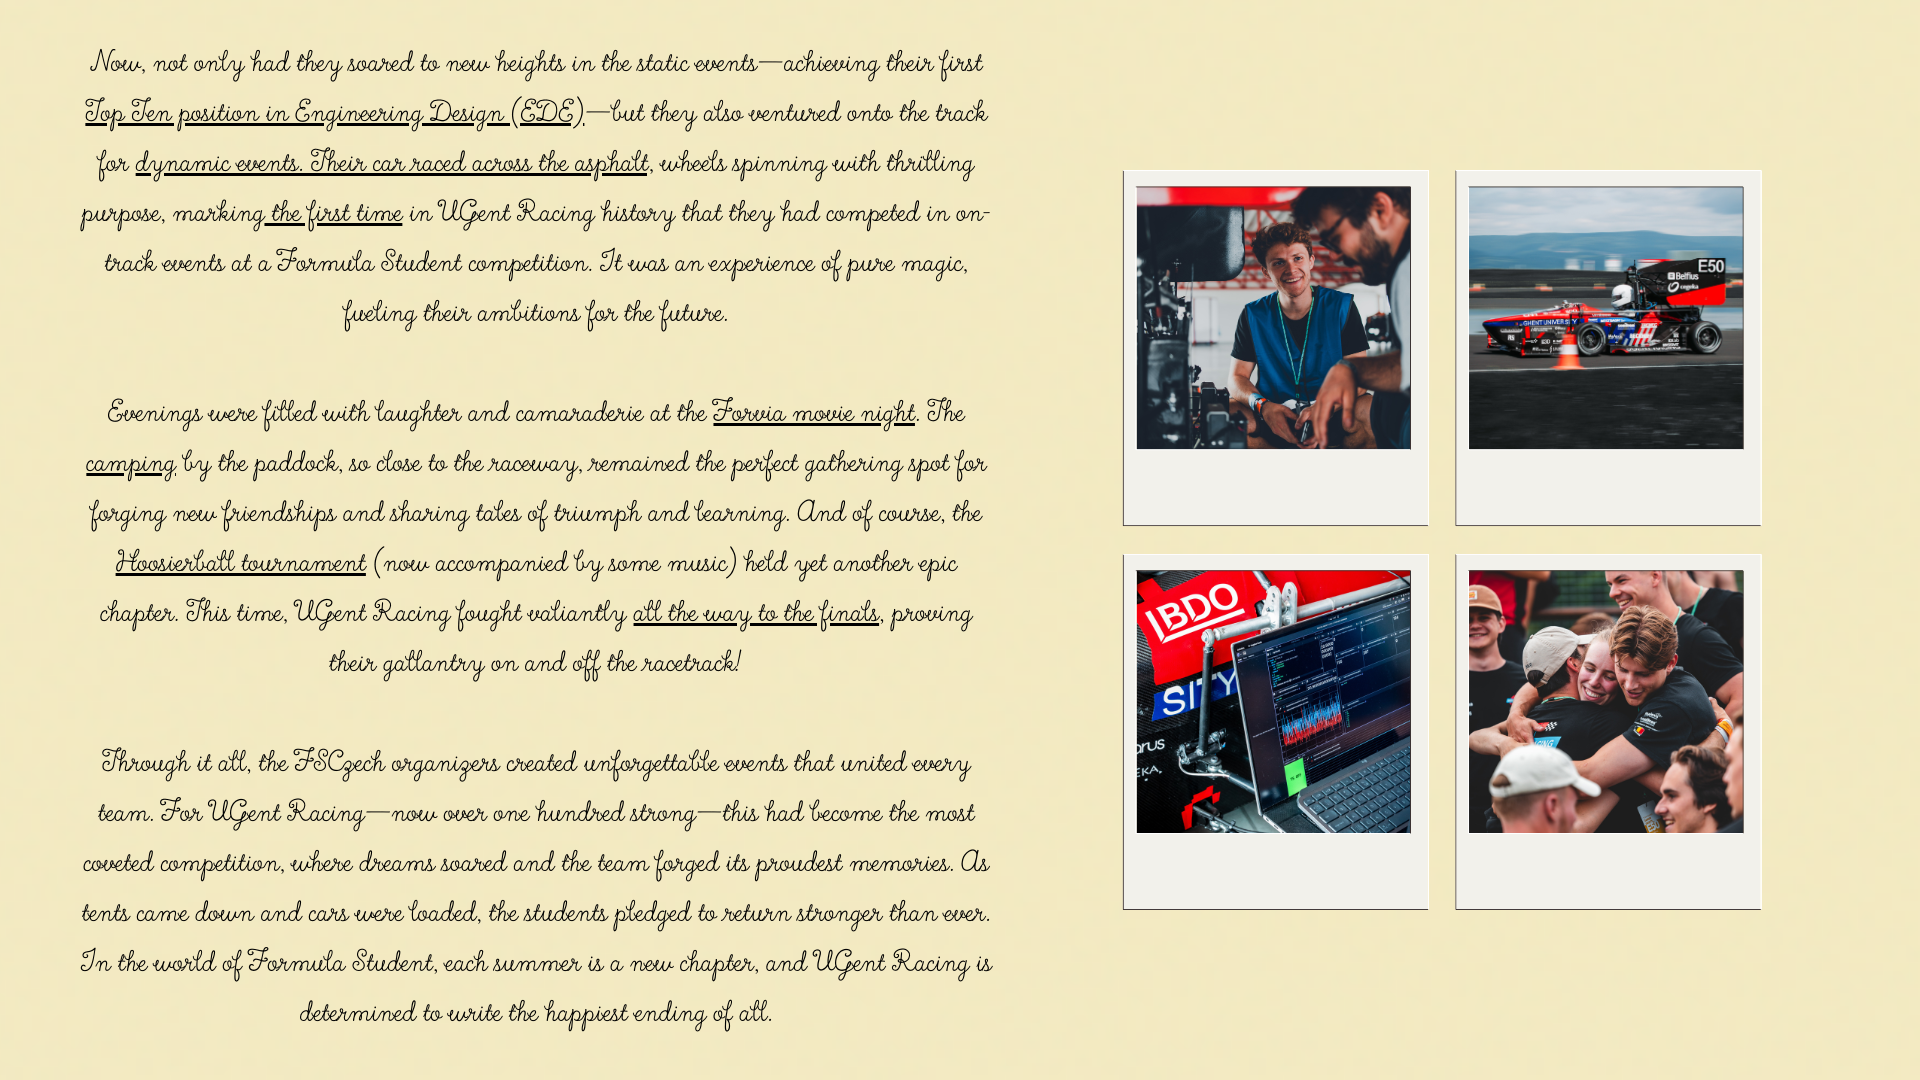 Now, not only had they soared to new heights in the static events—achieving their first
Top Ten position in Engineering Design (EDE)—but they also ventured onto the track
for dynamic events. Their car raced across the asphalt, wheels spinning with thrilling
purpose, marking the first time in UGent Racing history that they had competed in on-
track events at a Formula Student competition. It was an experience of pure magic,
fueling their ambitions for the future.
Evenings were filled with laughter and camaraderie at the Forvia movie night. The
camping by the paddock, so close to the raceway, remained the perfect gathering spot for
forging new friendships and sharing tales of triumph and learning. And of course, the
Hoosierball tournament (now accompanied by some music) held yet another epic
chapter. This time, UGent Racing fought valiantly all the way to the finals, proving
their gallantry on and off the racetrack!
Through it all, the FSCzech organizers created unforgettable events that united every
team. For UGent Racing—now over one hundred strong—this had become the most
coveted competition, where dreams soared and the team forged its proudest memories. As
tents came down and cars were loaded, the students pledged to return stronger than ever.
In the world of Formula Student, each summer is a new chapter, and UGent Racing is
determined to write the happiest ending of all.
E50
Belfius
cegeka
GHENT UNIVERSITY
IBDO
SITY